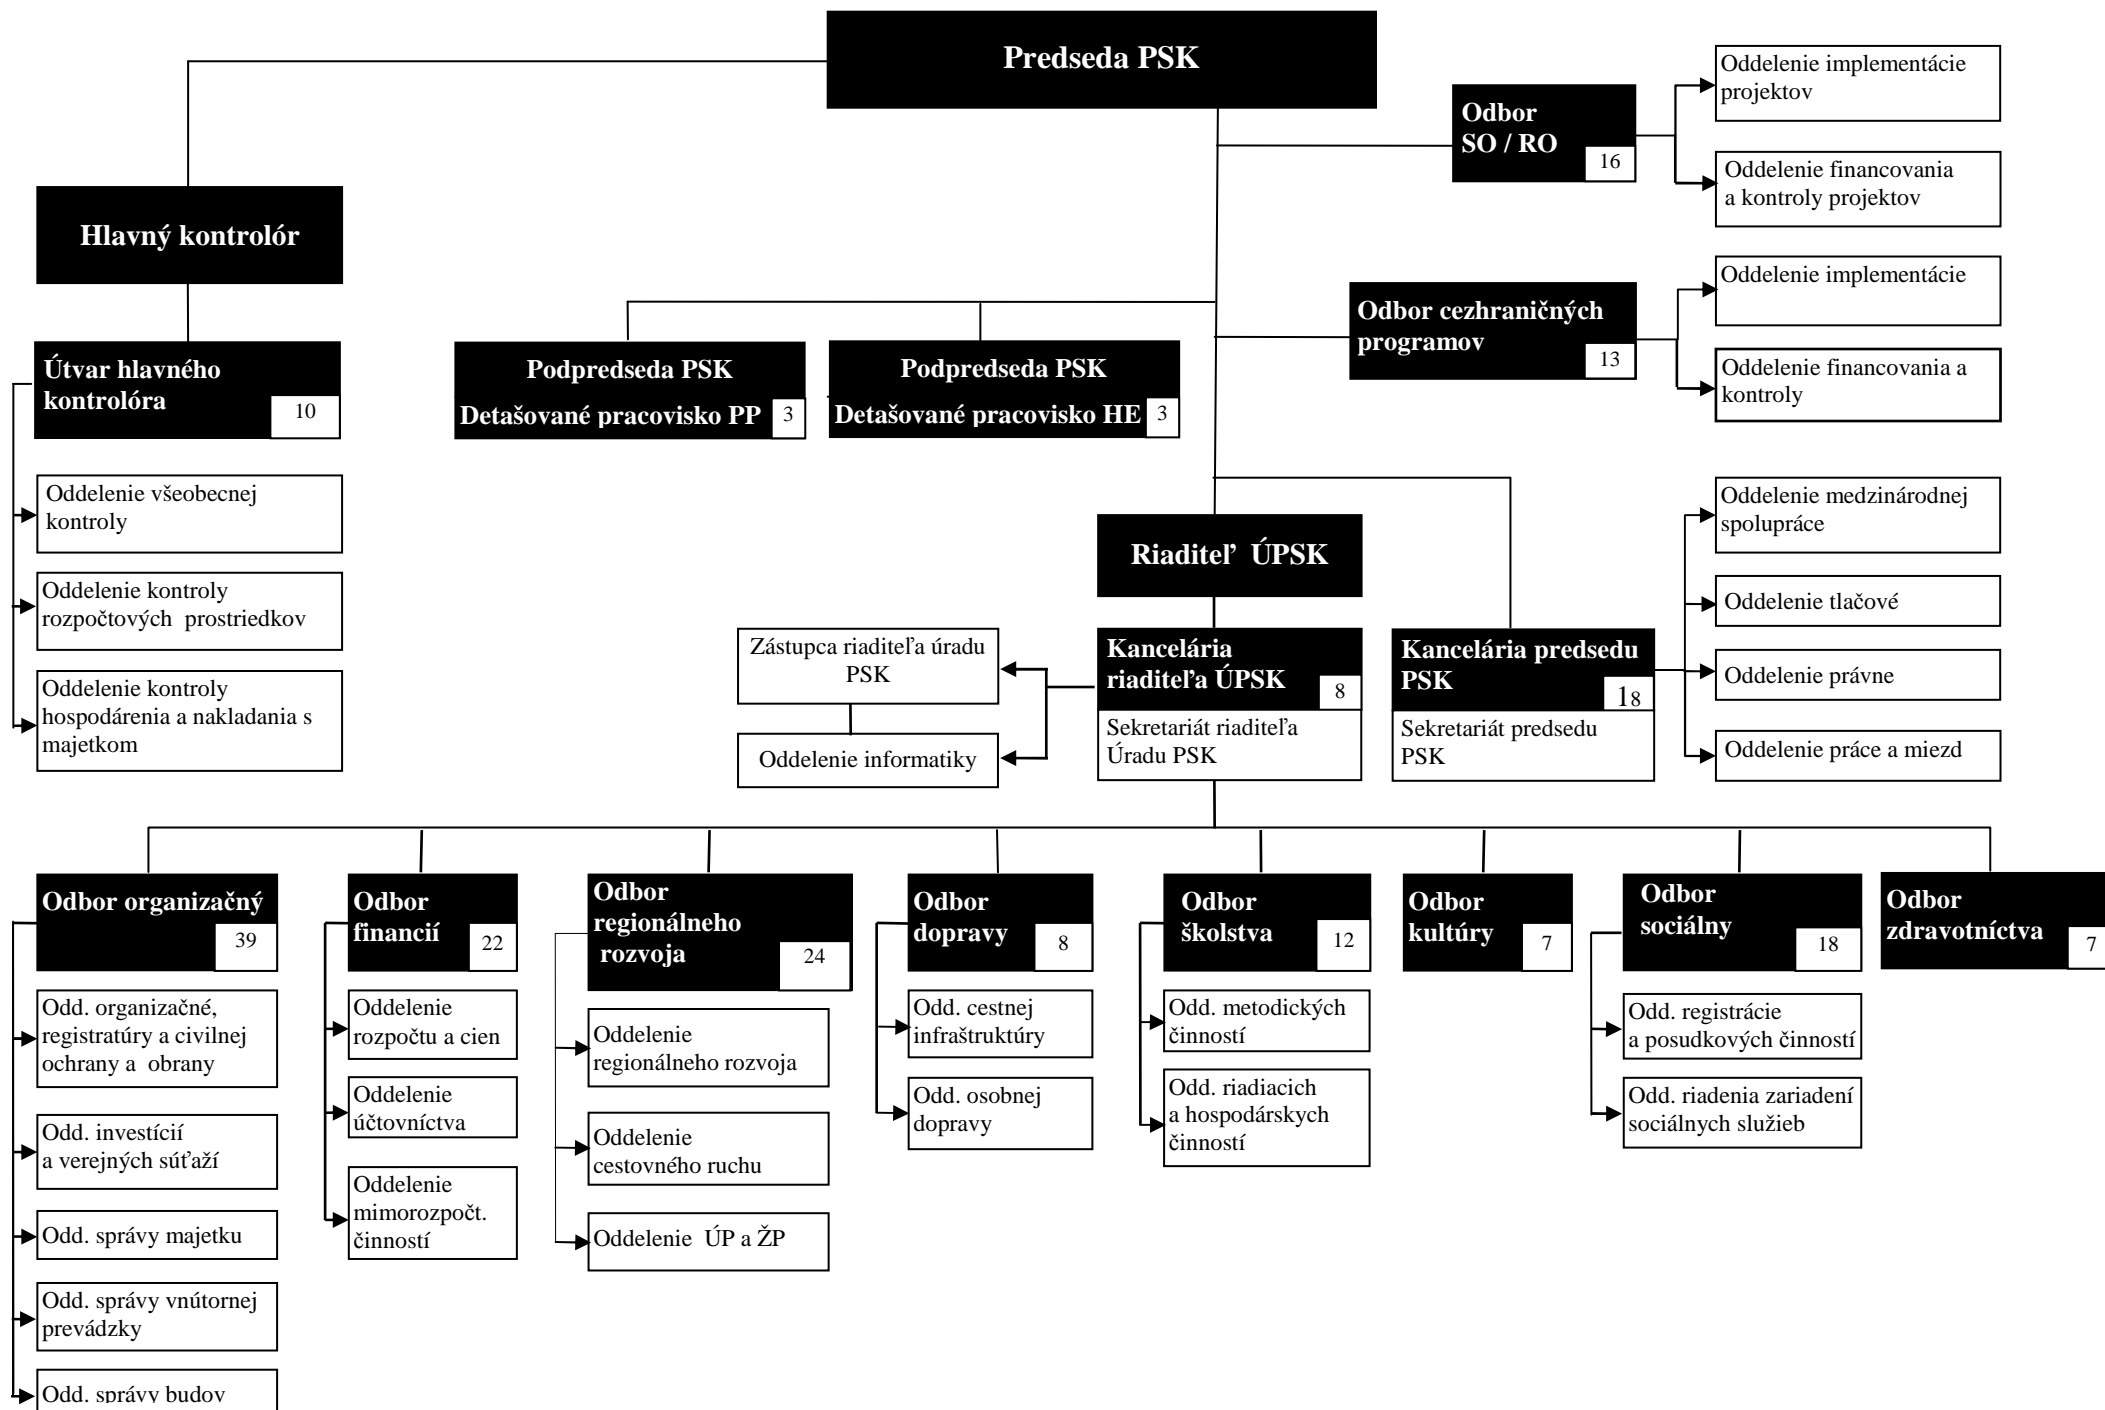 Predseda PSK
Odbor
SO / RO
16
Oddelenie implementácie
projektov
Oddelenie financovania
a kontroly projektov
Hlavný kontrolór
Odbor cezhraničných
programov
13
Oddelenie implementácie
Oddelenie financovania a
kontroly
Útvar hlavného
kontrolóra
10
Podpredseda PSK
Detašované pracovisko PP
3
Podpredseda PSK
Detašované pracovisko HE
3
Oddelenie všeobecnej
kontroly
Oddelenie kontroly
rozpočtových prostriedkov
Oddelenie kontroly
hospodárenia a nakladania s
majetkom
Riaditeľ ÚPSK
Zástupca riaditeľa úradu
PSK
Oddelenie informatiky
Kancelária
riaditeľa ÚPSK
8
Sekretariát riaditeľa
Úradu PSK
Kancelária predsedu
PSK
18
Sekretariát predsedu
PSK
Oddelenie medzinárodnej
spolupráce
Oddelenie tlačové
Oddelenie právne
Oddelenie práce a miezd
Odbor organizačný
39
Odd. organizačné,
registratúry a civilnej
ochrany a obrany
Odd. investícií
a verejných súťaží
Odd. správy majetku
Odd. správy vnútornej
prevádzky
Odd. správy budov
Odbor
financií
22
Oddelenie
rozpočtu a cien
Oddelenie
účtovníctva
Oddelenie
mimorozpočt.
činností
Odbor
regionálneho
rozvoja
24
Oddelenie
regionálneho rozvoja
Oddelenie
cestovného ruchu
Oddelenie ÚP a ŽP
Odbor
dopravy
8
Odd. cestnej
infraštruktúry
Odd. osobnej
dopravy
Odbor
školstva
12
Odd. metodických
činností
Odd. riadiacich
a hospodárskych
činností
Odbor
kultúry
7
Odbor
sociálny
18
Odd. registrácie
a posudkových činností
Odd. riadenia zariadení
sociálnych služieb
Odbor
zdravotníctva
7